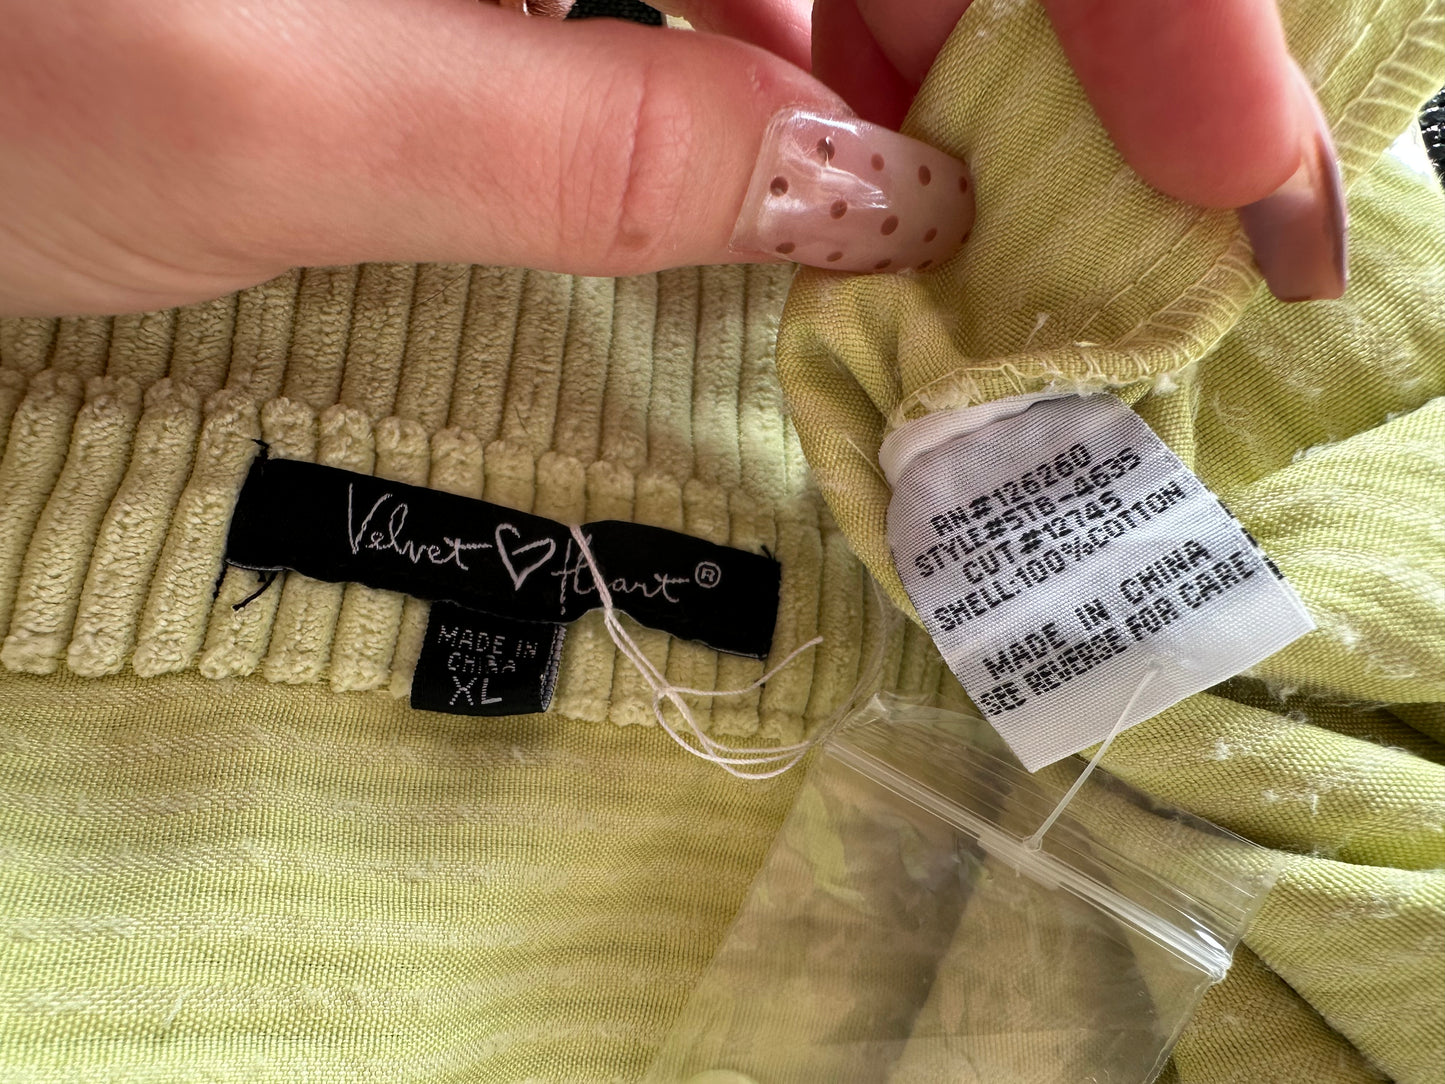 Velvet Heart®
MADE IN
CHINA
XL
RN#126260
STYLE#STB-4635
CUT#12745
SHELL:100%COTTON
MADE IN CHINA
SEE REVERSE FOR CARE